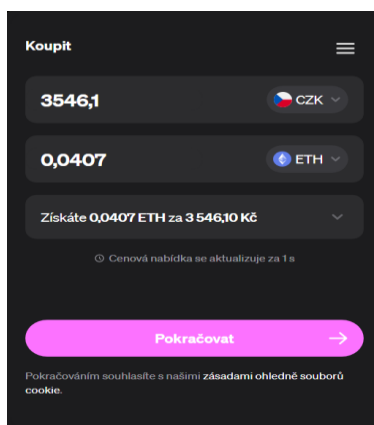 Koupit
3546,1 CZK
0,0407 ETH
Získáte 0,0407 ETH za 3 546,10 Kč
Cenová nabídka se aktualizuje za 1 s
Pokračovat
Pokračováním souhlasíte s našimi zásadami ohledně souborů
cookie.